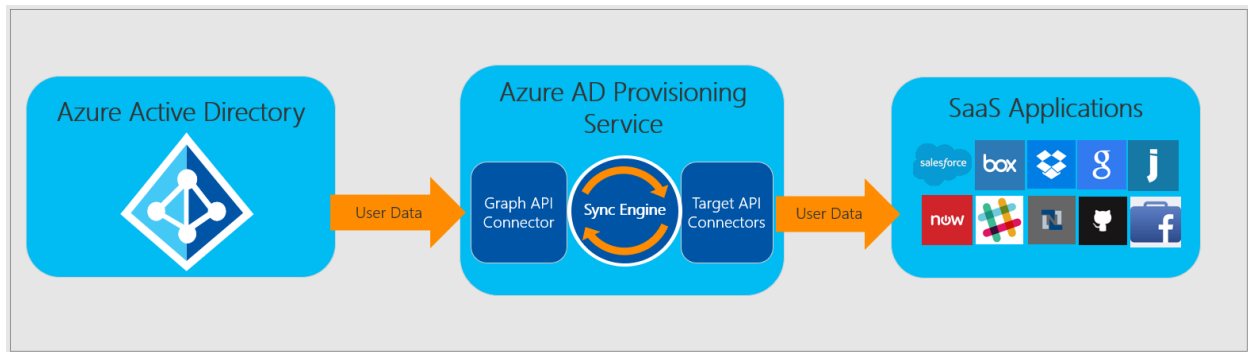 Azure Active Directory
User Data
Azure AD Provisioning
Service
Graph API
Connector
Sync Engine
Target API
Connectors
User Data
SaaS Applications
salesforce
box
g
j
now
N
f